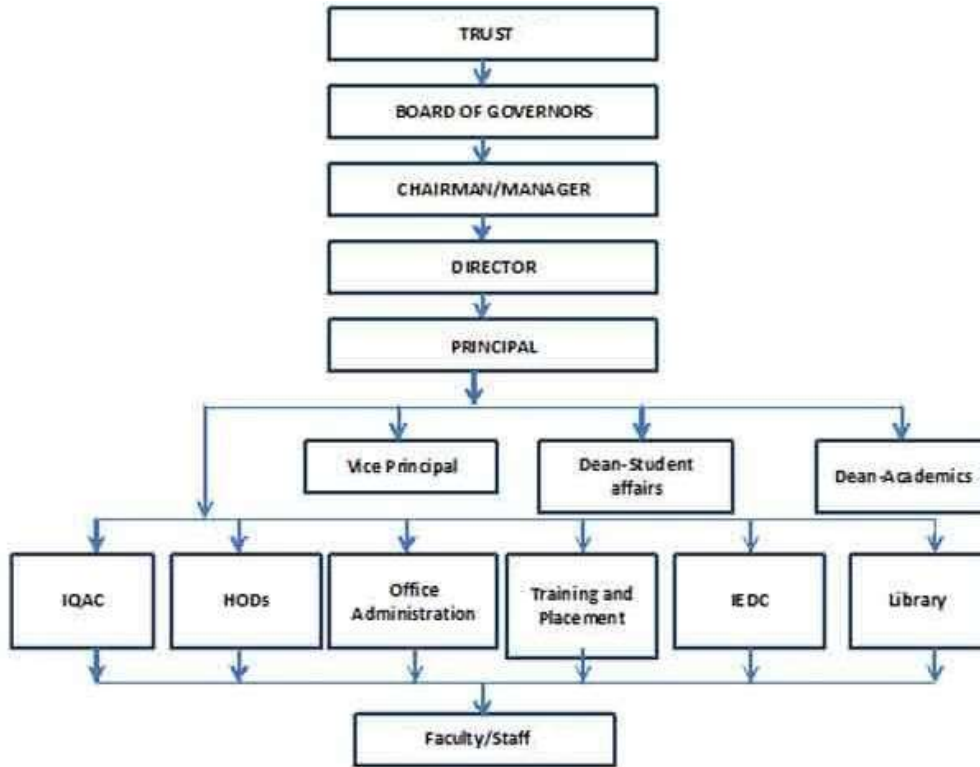 TRUST
BOARD OF GOVERNORS
CHAIRMAN/MANAGER
DIRECTOR
PRINCIPAL
Vice Principal
Dean-Student
affairs
Dean-Academics
IQAC
HODs
Office
Administration
Training and
Placement
IEDC
Library
Faculty/Staff